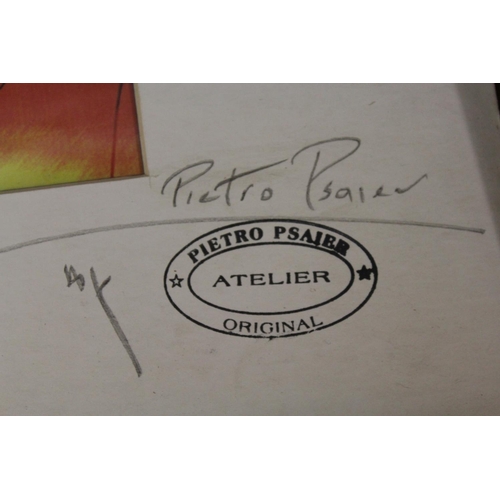 Pietro Psaier
PIETRO PSAIER
ATELIER
ORIGINAL